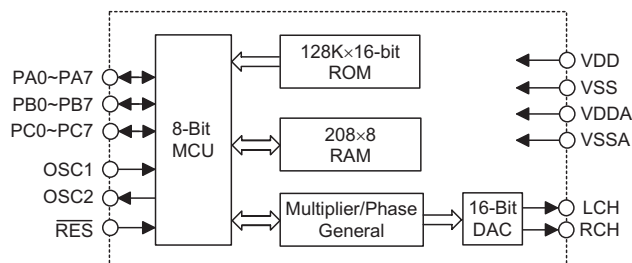 PA0~PA7
PB0~PB7
PC0~PC7
OSC1
OSC2
RES
8-Bit
MCU
128K×16-bit
ROM
208×8
RAM
Multiplier/Phase
General
16-Bit
DAC
VDD
VSS
VDDA
VSSA
LCH
RCH